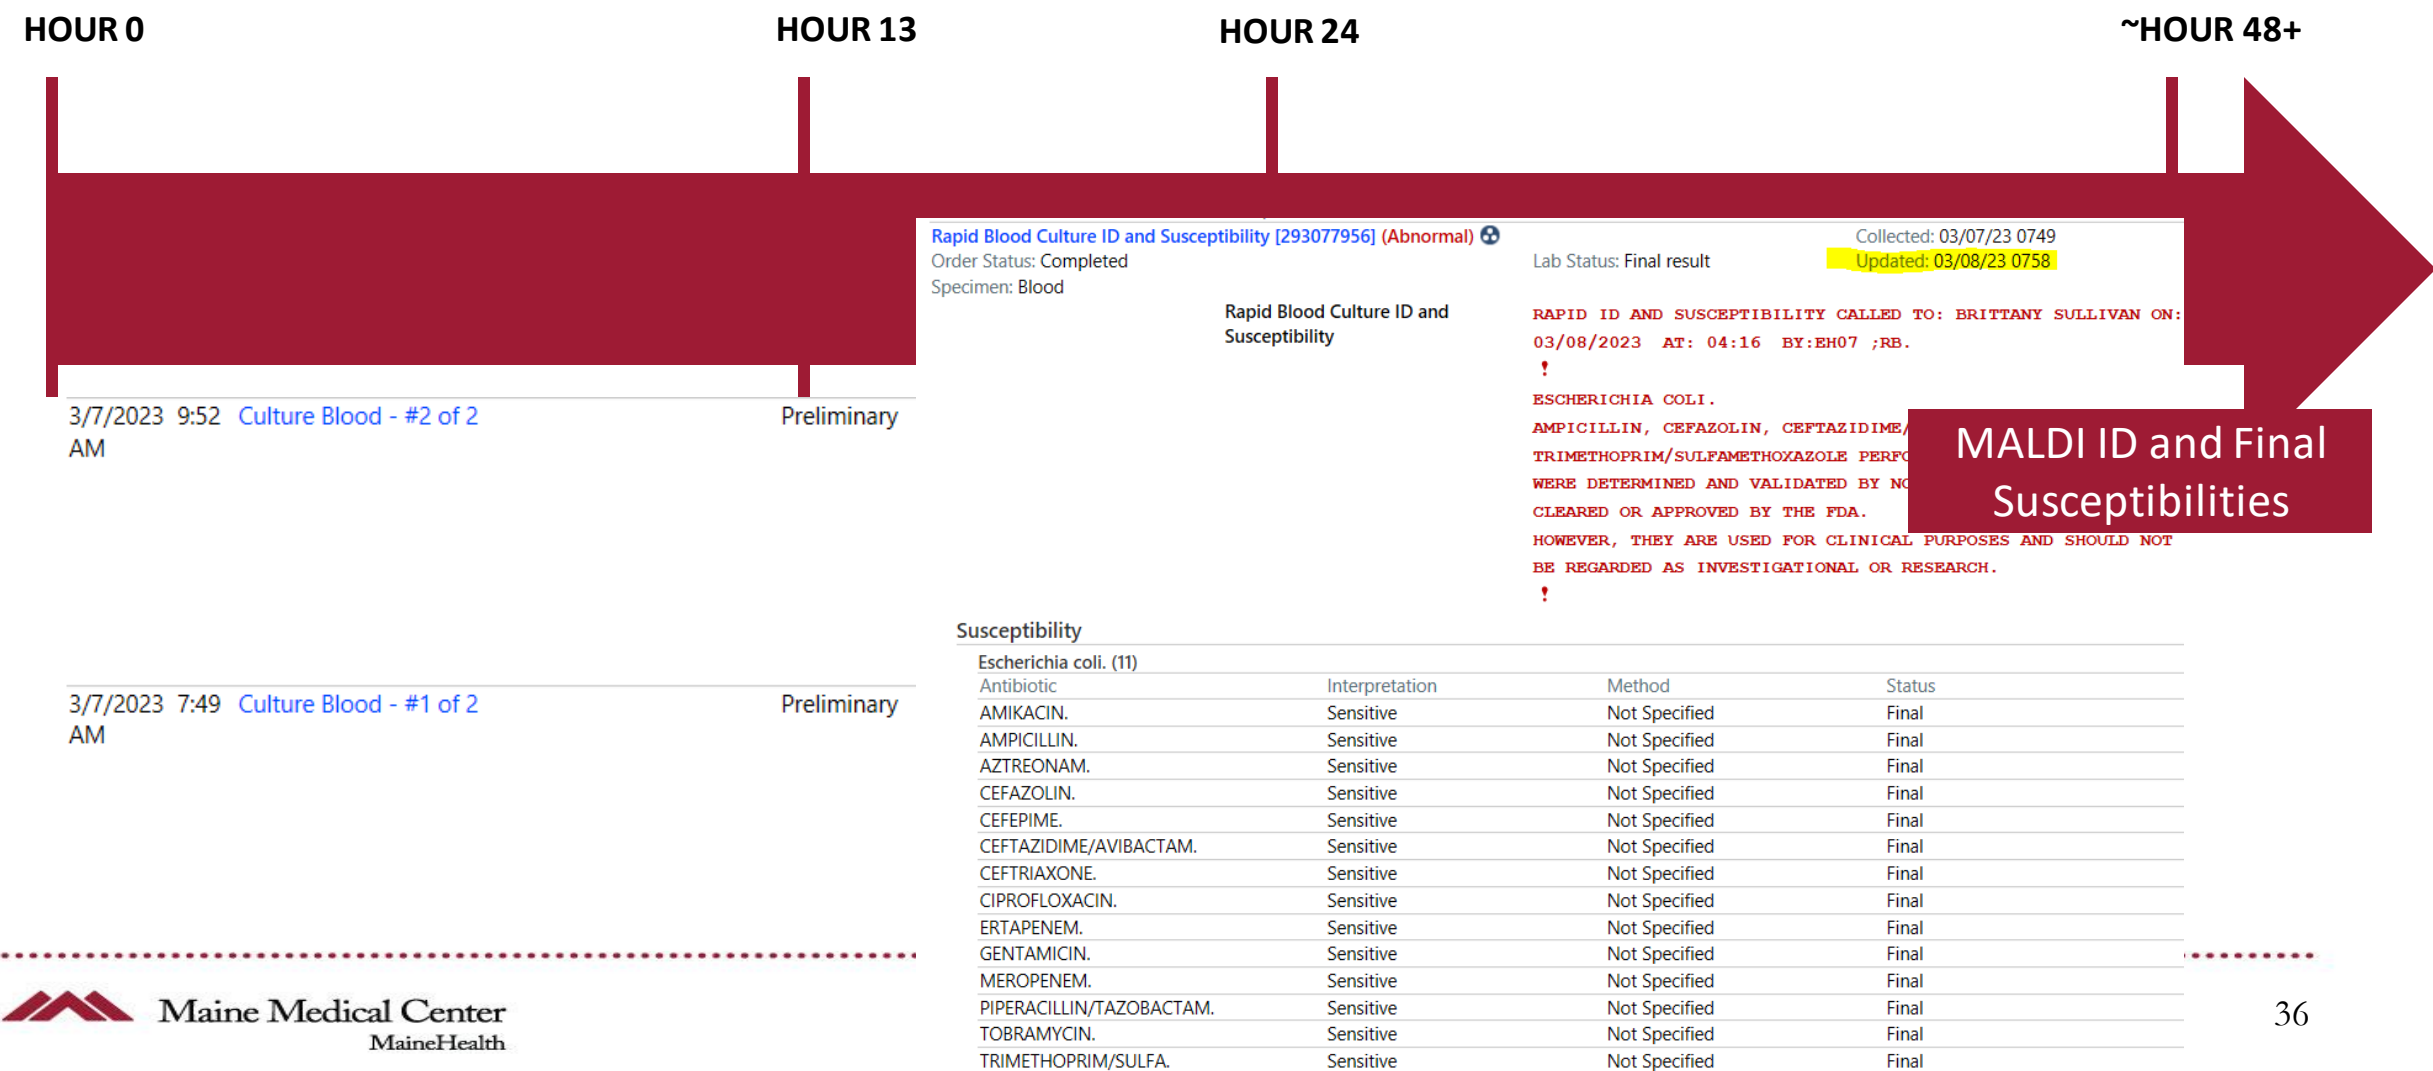 HOUR 0
HOUR 13
HOUR 24
~HOUR 48+
Rapid Blood Culture ID and Susceptibility [293077956] (Abnormal)
Collected: 03/07/23 0749
Order Status: Completed
Lab Status: Final result
Updated: 03/08/23 0758
Specimen: Blood
Rapid Blood Culture ID and
Susceptibility
RAPID ID AND SUSCEPTIBILITY CALLED TO: BRITTANY SULLIVAN ON:
03/08/2023 AT: 04:16 BY:EH07 ;RB.
!
ESCHERICHIA COLI.
AMPICILLIN, CEFAZOLIN, CEFTAZIDIME/
TRIMETHOPRIM/SULFAMETHOXAZOLE
WERE DETERMINED AND VALIDATED BY
CLEARED OR APPROVED BY THE FDA.
HOWEVER, THEY ARE USED FOR CLINICAL PURPOSES AND SHOULD NOT
BE REGARDED AS INVESTIGATIONAL OR RESEARCH.
!
MALDI ID and Final
Susceptibilities
3/7/2023 9:52 AM
Culture Blood - #2 of 2
Preliminary
3/7/2023 7:49 AM
Culture Blood - #1 of 2
Preliminary
Susceptibility
Escherichia coli. (11)
Antibiotic Interpretation Method Status
AMIKACIN. Sensitive Not Specified Final
AMPICILLIN. Sensitive Not Specified Final
AZTREONAM. Sensitive Not Specified Final
CEFAZOLIN. Sensitive Not Specified Final
CEFEPIME. Sensitive Not Specified Final
CEFTAZIDIME/AVIBACTAM. Sensitive Not Specified Final
CEFTRIAXONE. Sensitive Not Specified Final
CIPROFLOXACIN. Sensitive Not Specified Final
ERTAPENEM. Sensitive Not Specified Final
GENTAMICIN. Sensitive Not Specified Final
MEROPENEM. Sensitive Not Specified Final
PIPERACILLIN/TAZOBACTAM. Sensitive Not Specified Final
TOBRAMYCIN. Sensitive Not Specified Final
TRIMETHOPRIM/SULFA. Sensitive Not Specified Final
Maine Medical Center
MaineHealth
36